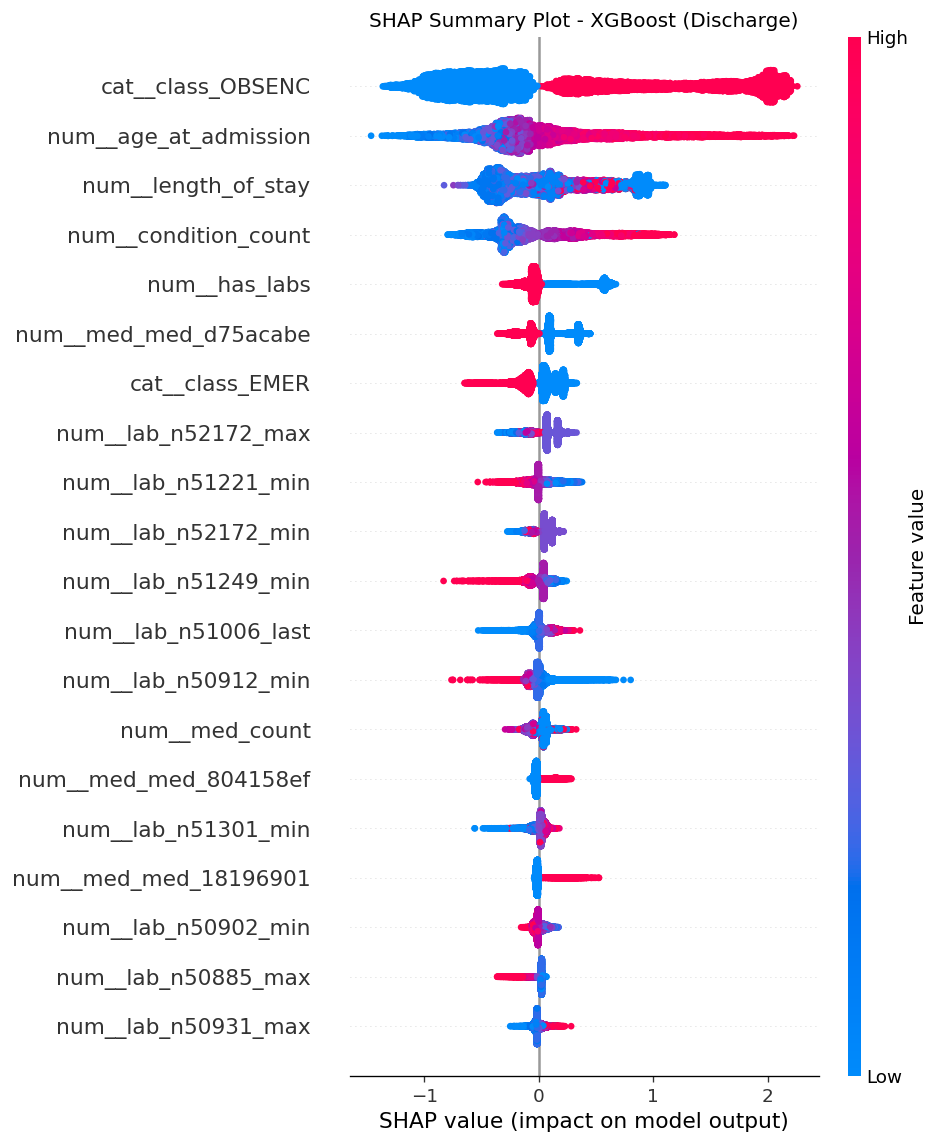 SHAP Summary Plot - XGBoost (Discharge)
High
cat__class_OBSENC
num__age_at_admission
num__length_of_stay
num__condition_count
num__has_labs
num__med_med_d75acabe
cat__class_EMER
num__lab_n52172_max
num__lab_n51221_min
num__lab_n52172_min
num__lab_n51249_min
num__lab_n51006_last
num__lab_n50912_min
num__med_count
num__med_med_804158ef
num__lab_n51301_min
num__med_med_18196901
num__lab_n50902_min
num__lab_n50885_max
num__lab_n50931_max
Feature value
Low
−1 0 1 2
SHAP value (impact on model output)